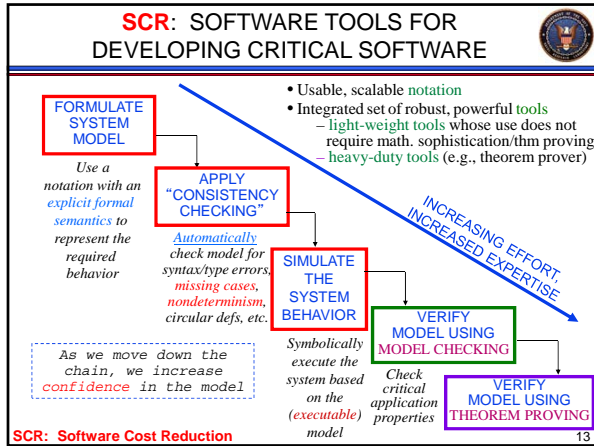 SCR: SOFTWARE TOOLS FOR
DEVELOPING CRITICAL SOFTWARE
• Usable, scalable notation
• Integrated set of robust, powerful tools
– light-weight tools whose use does not
require math. sophistication/thm proving
– heavy-duty tools (e.g., theorem prover)
FORMULATE
SYSTEM
MODEL
Use a
notation with an
explicit formal
semantics to
represent the
required
behavior
APPLY
“CONSISTENCY
CHECKING”
Automatically
check model for
syntax/type errors,
missing cases,
nondeterminism,
circular defs, etc.
INCREASING EFFORT,
INCREASED EXPERTISE
SIMULATE
THE
SYSTEM
BEHAVIOR
Symbolically
execute the
system based
on the
(executable)
model
VERIFY
MODEL USING
MODEL CHECKING
Check
critical
application
properties
VERIFY
MODEL USING
THEOREM PROVING
As we move down the
chain, we increase
confidence in the model
SCR: Software Cost Reduction
13